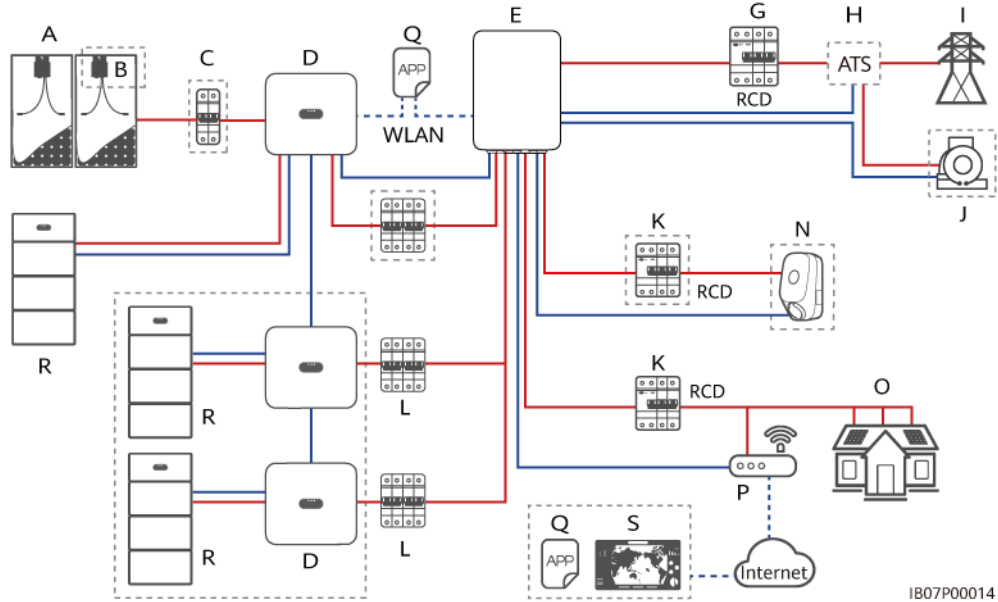 A
B
C
D
Q
APP
WLAN
E
G
RCD
H
ATS
I
J
K
RCD
N
R
R
D
L
K
RCD
O
P
R
D
L
Q
APP
S
Internet
IB07P00014